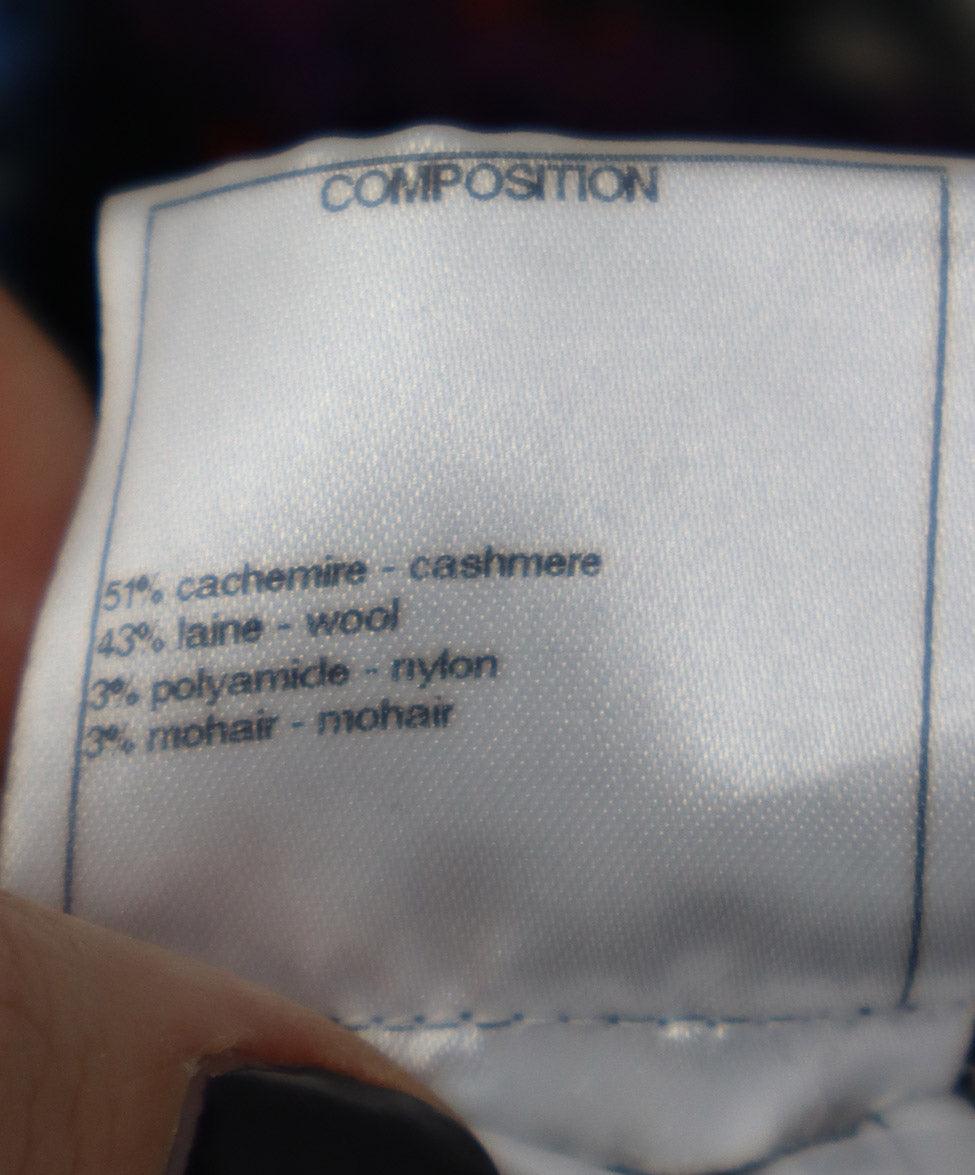 COMPOSITION
51% cachemire - cashmere
43% laine - wool
3% polyamide - nylon
3% mohair - mohair